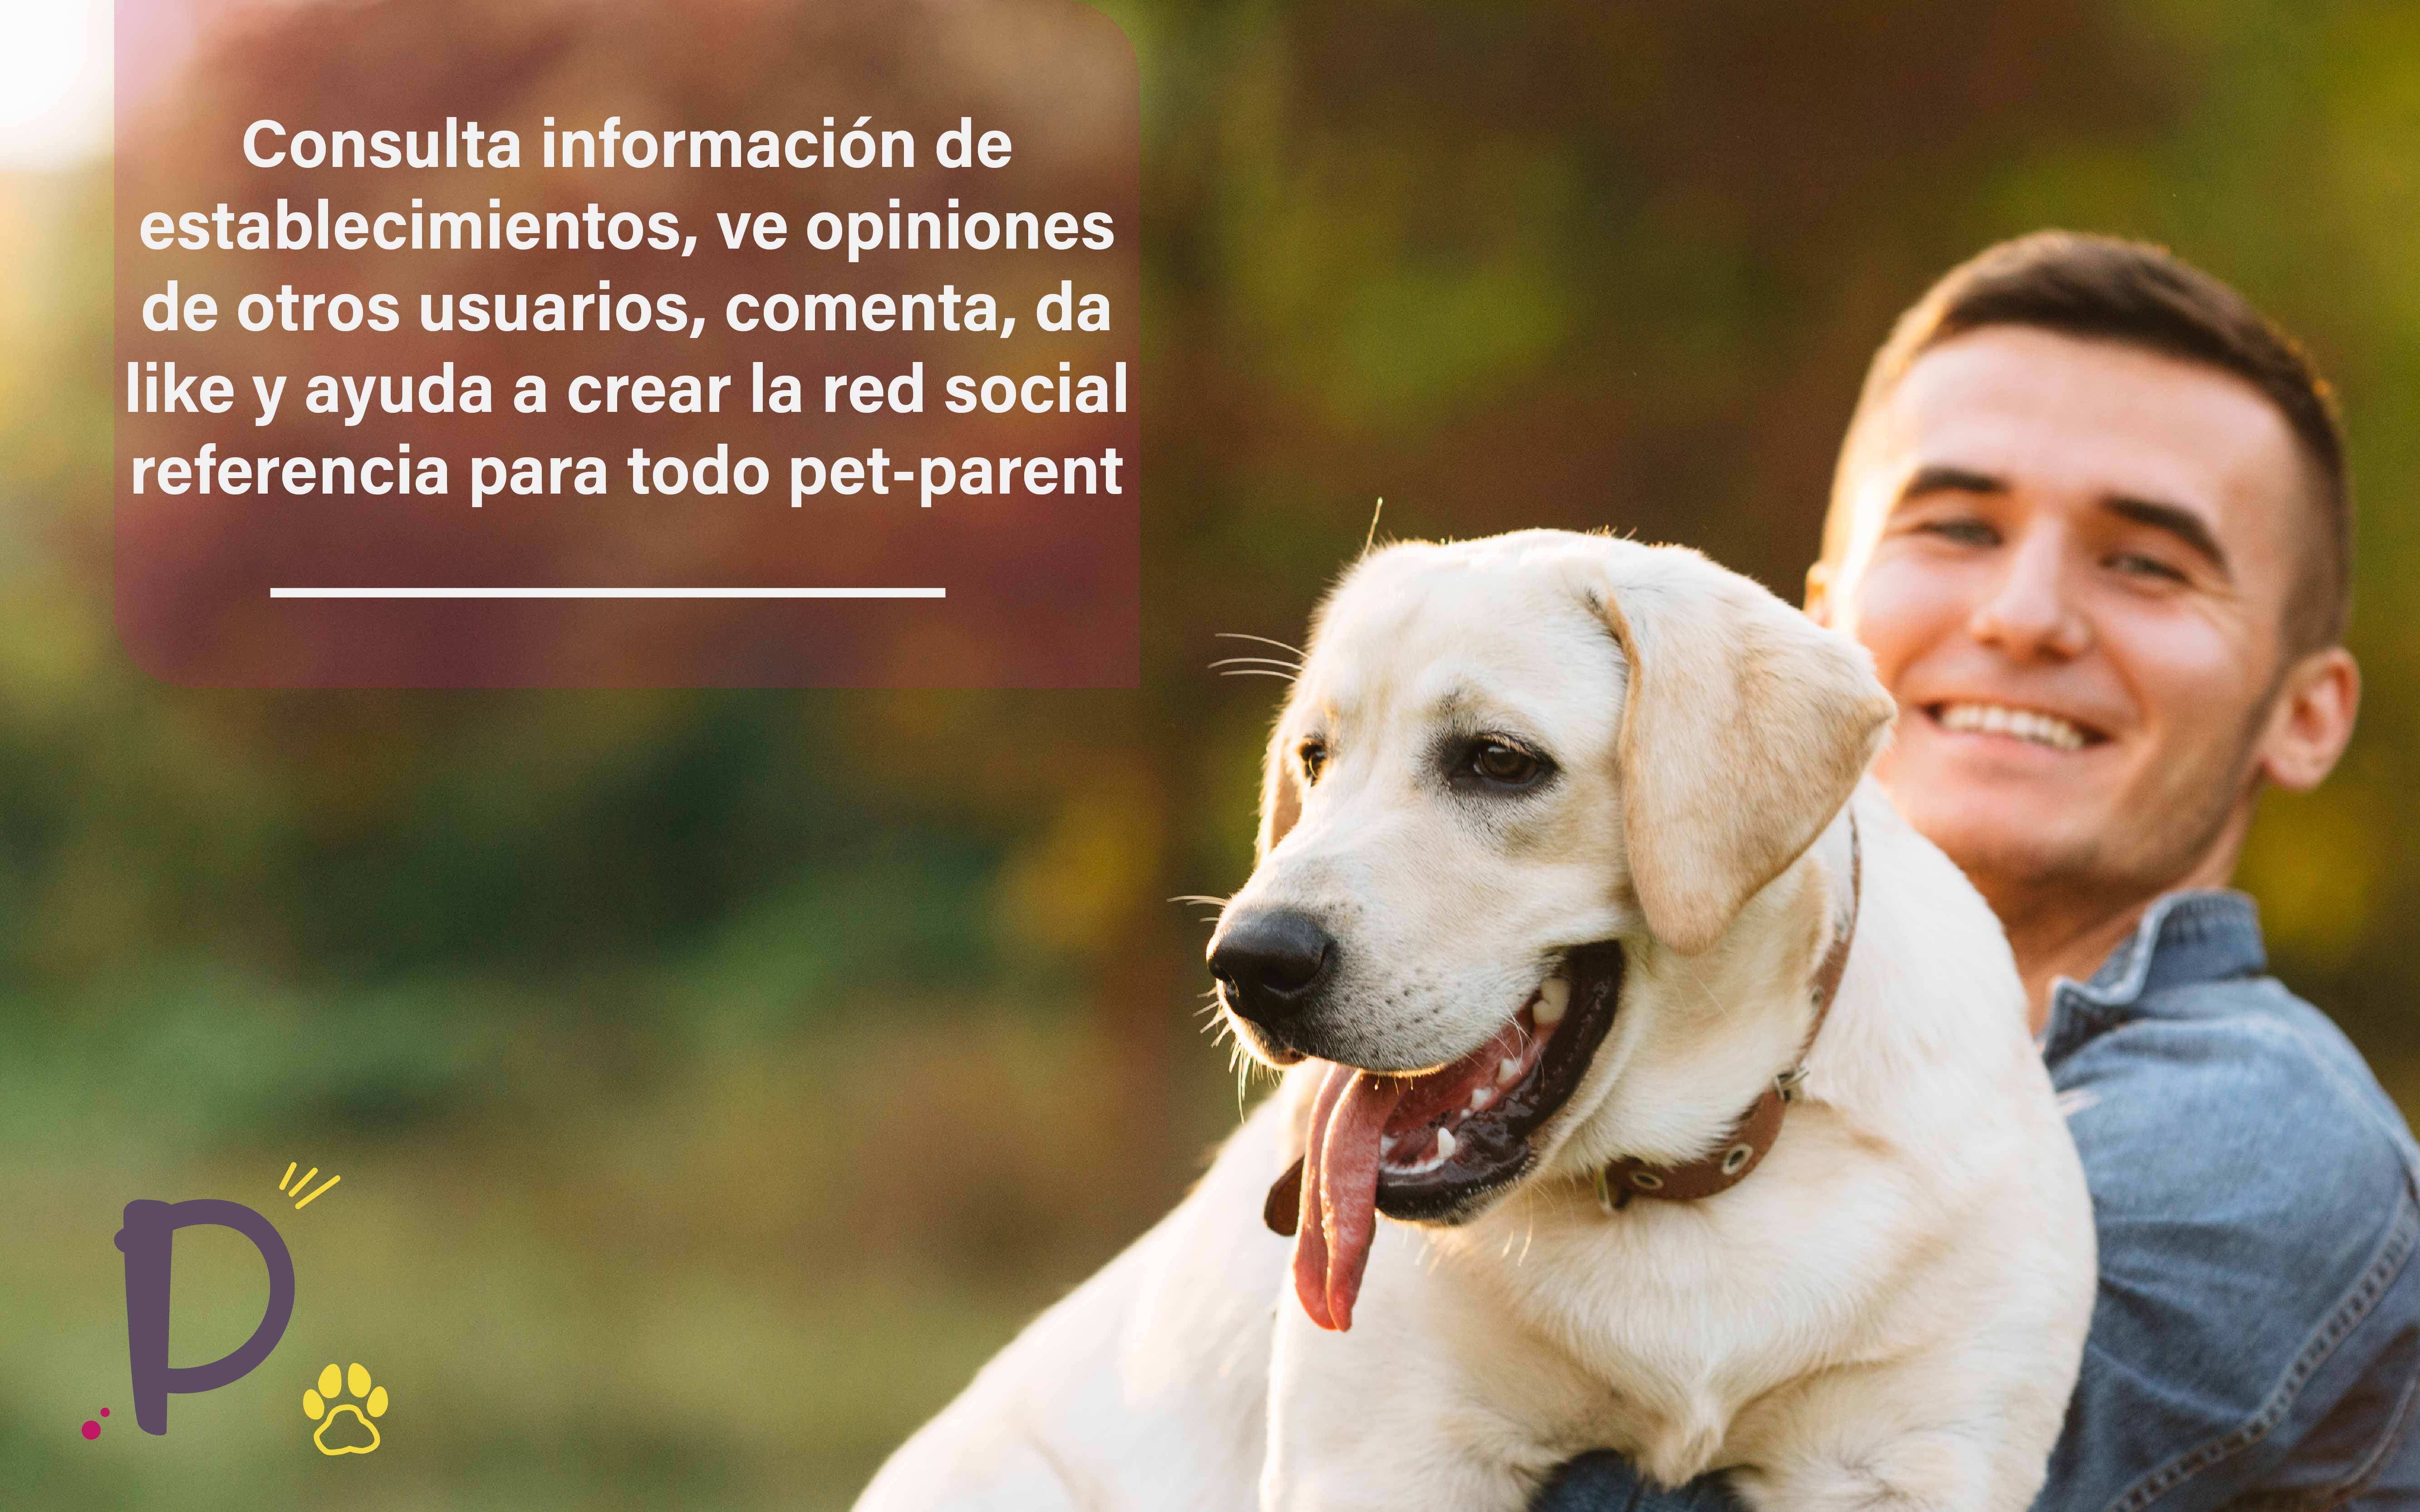 Consulta información de
establecimientos, ve opiniones
de otros usuarios, comenta, da
like y ayuda a crear la red social
referencia para todo pet-parent
P